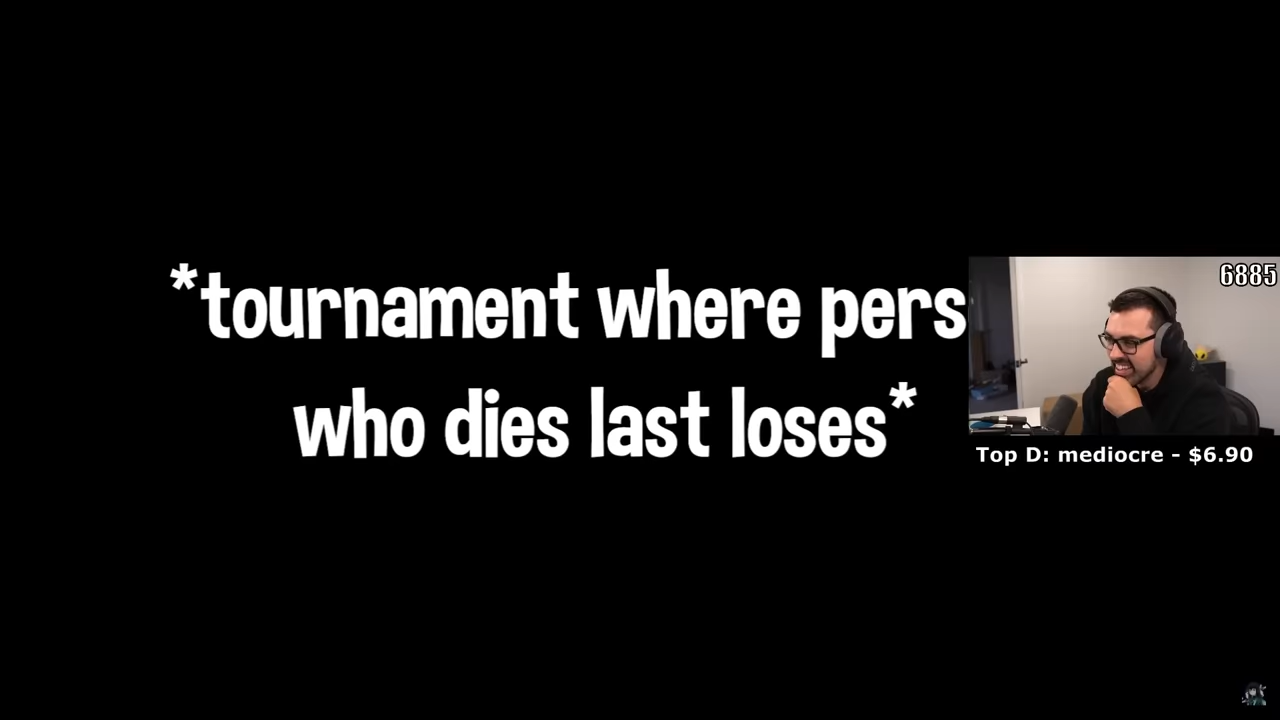 *tournament where pers
who dies last loses*
6885
Top D: mediocre - $6.90